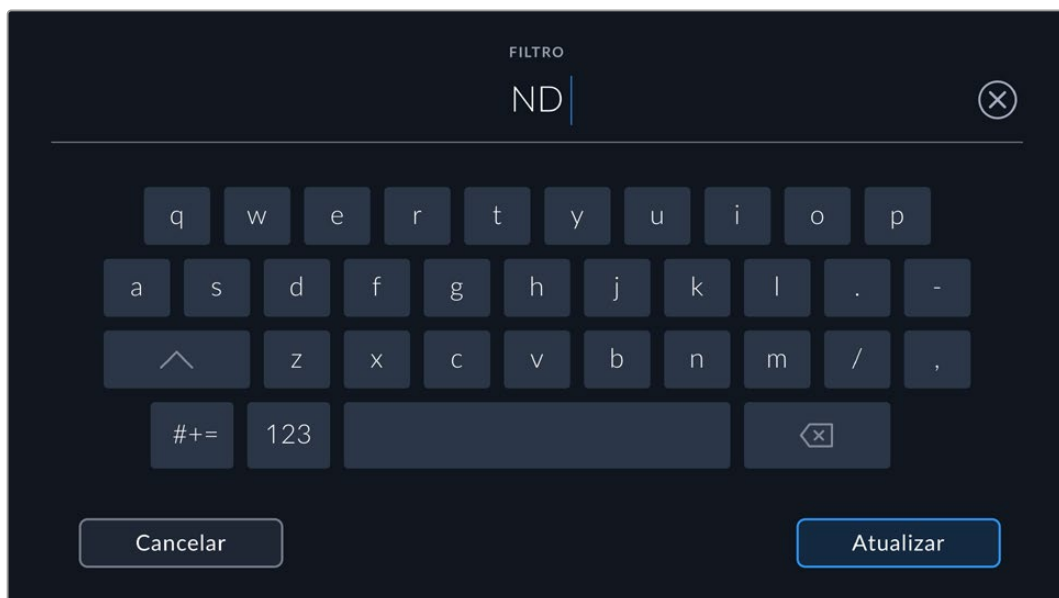 FILTRO
ND
q w e r t y u i o p
a s d f g h j k l . -
z x c v b n m / ,
#+= 123
Cancelar Atualizar